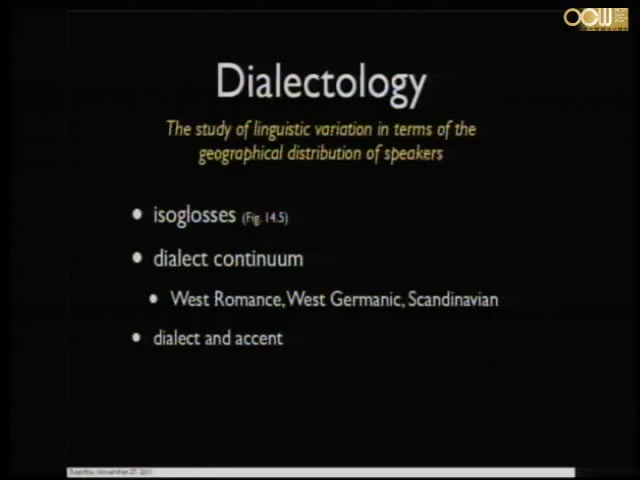 OCW
Dialectology
The study of linguistic variation in terms of the
geographical distribution of speakers
• isoglosses (Fig. 14.5)
• dialect continuum
• West Romance, West Germanic, Scandinavian
• dialect and accent